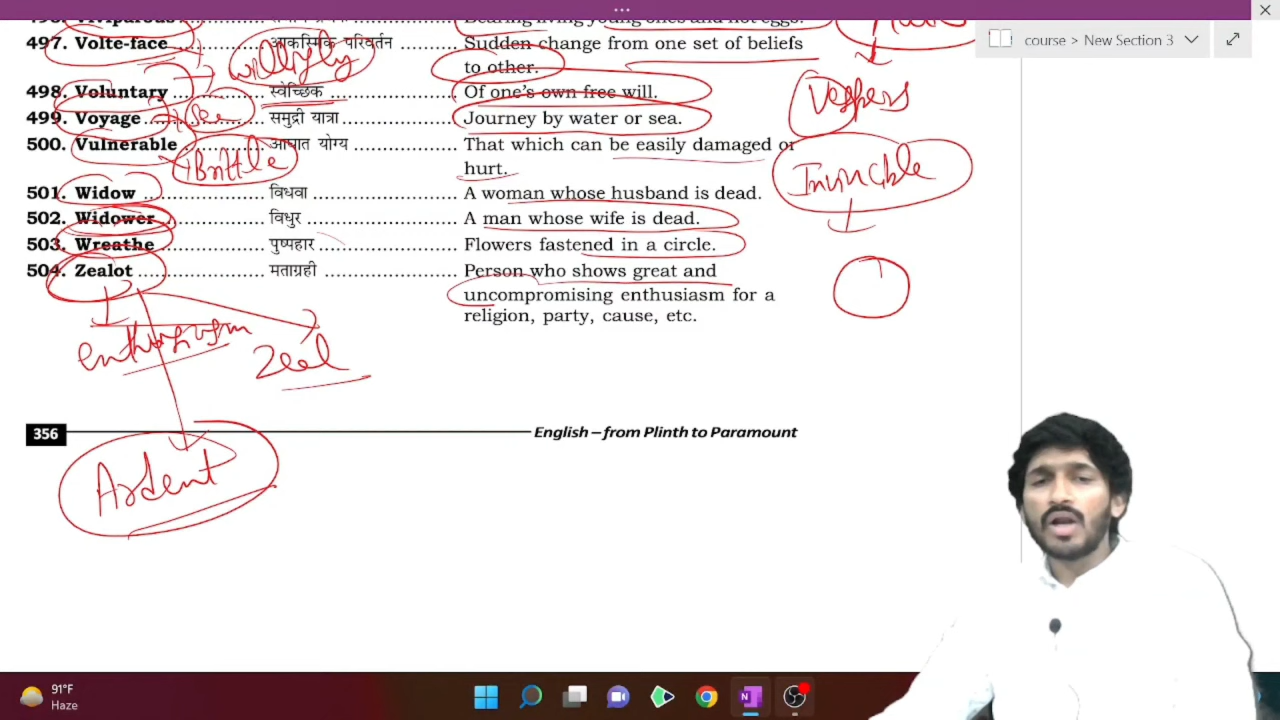 course > New Section 3
497. Volte-face ............ आकस्मिक परिवर्तन .......... Sudden change from one set of beliefs
to other.
willfully
498. Voluntary ............. स्वेच्छिक ........................ Of one's own free will.
Vespers
499. Voyage ................. समुद्री यात्रा .................... Journey by water or sea.
Sea
500. Vulnerable ........... आघात योग्य .................. That which can be easily damaged or
hurt.
Brittle
Invincible
501. Widow .................. विधवा .......................... A woman whose husband is dead.
502. Widower ............... विधुर ............................ A man whose wife is dead.
503. Wreathe ................ पुष्पहार ........................ Flowers fastened in a circle.
504. Zealot ................... मताग्रही ....................... Person who shows great and
uncompromising enthusiasm for a
religion, party, cause, etc.
enthusiasm
Zeal
356 English – from Plinth to Paramount
Ardent
91°F
Haze